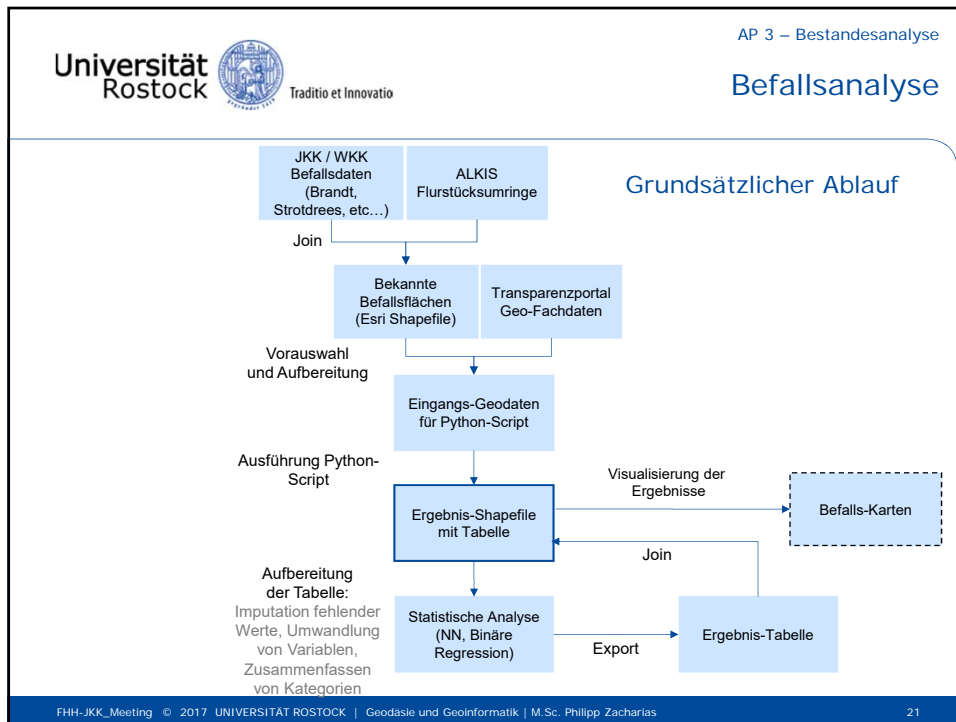 Universität
Rostock
Traditio et Innovatio
AP 3 – Bestandesanalyse
Befallsanalyse
Grundsätzlicher Ablauf
JKK / WKK
Befallsdaten
(Brandt,
Strotdrees, etc…)
ALKIS
Flurstücksumringe
Join
Bekannte
Befallsflächen
(Esri Shapefile)
Transparenzportal
Geo-Fachdaten
Vorauswahl
und Aufbereitung
Eingangs-Geodaten
für Python-Script
Ausführung Python-
Script
Visualisierung der
Ergebnisse
Ergebnis-Shapefile
mit Tabelle
Befalls-Karten
Join
Aufbereitung
der Tabelle:
Imputation fehlender
Werte, Umwandlung
von Variablen,
Zusammenfassen
von Kategorien
Statistische Analyse
(NN, Binäre
Regression)
Export
Ergebnis-Tabelle
FHH-JKK_Meeting © 2017 UNIVERSITÄT ROSTOCK | Geodäsie und Geoinformatik | M.Sc. Philipp Zacharias
21